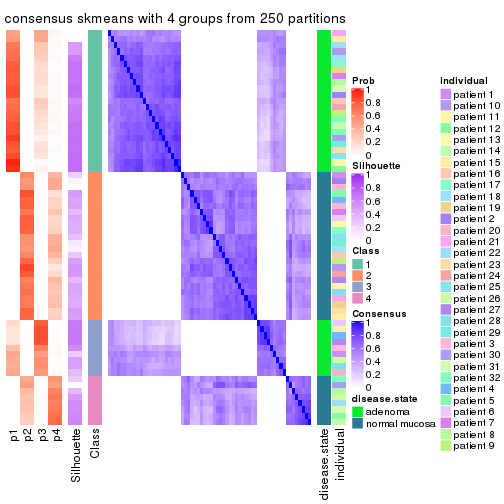 consensus skmeans with 4 groups from 250 partitions
p1
p2
p3
p4
Silhouette
Class
disease.state
individual
Prob
1
0.8
0.6
0.4
0.2
0
Silhouette
1
0.8
0.6
0.4
0.2
0
Class
1
2
3
4
Consensus
1
0.8
0.6
0.4
0.2
0
disease.state
adenoma
normal mucosa
individual
patient 1
patient 10
patient 11
patient 12
patient 13
patient 14
patient 15
patient 16
patient 17
patient 18
patient 19
patient 2
patient 20
patient 21
patient 22
patient 23
patient 24
patient 25
patient 26
patient 27
patient 28
patient 29
patient 3
patient 30
patient 31
patient 32
patient 4
patient 5
patient 6
patient 7
patient 8
patient 9